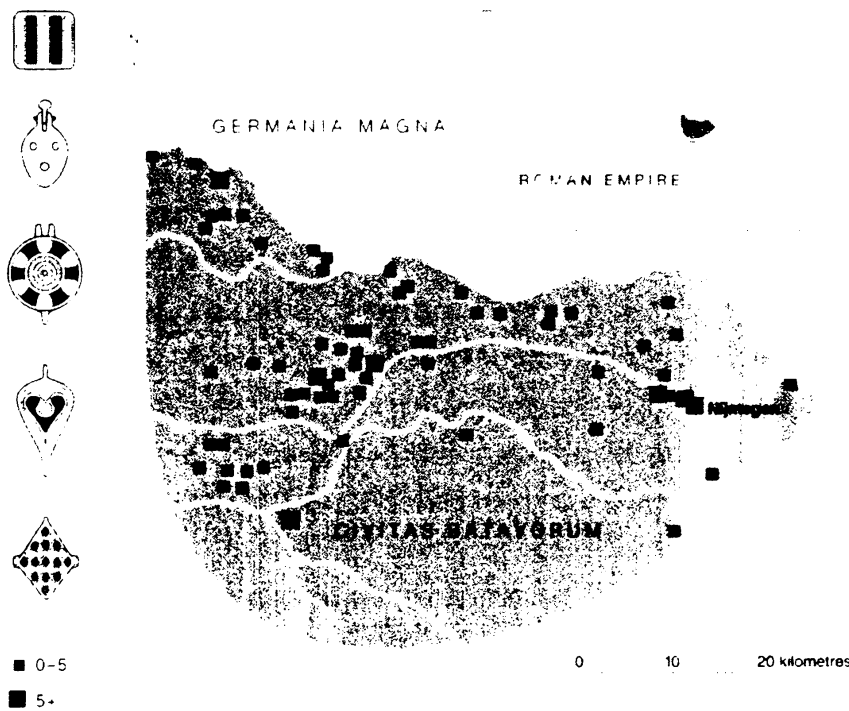 GERMANIA MAGNA
ROMAN EMPIRE
Nijmegen
CIVITAS BATAVORUM
0-5
5+
0 10 20 kilometres